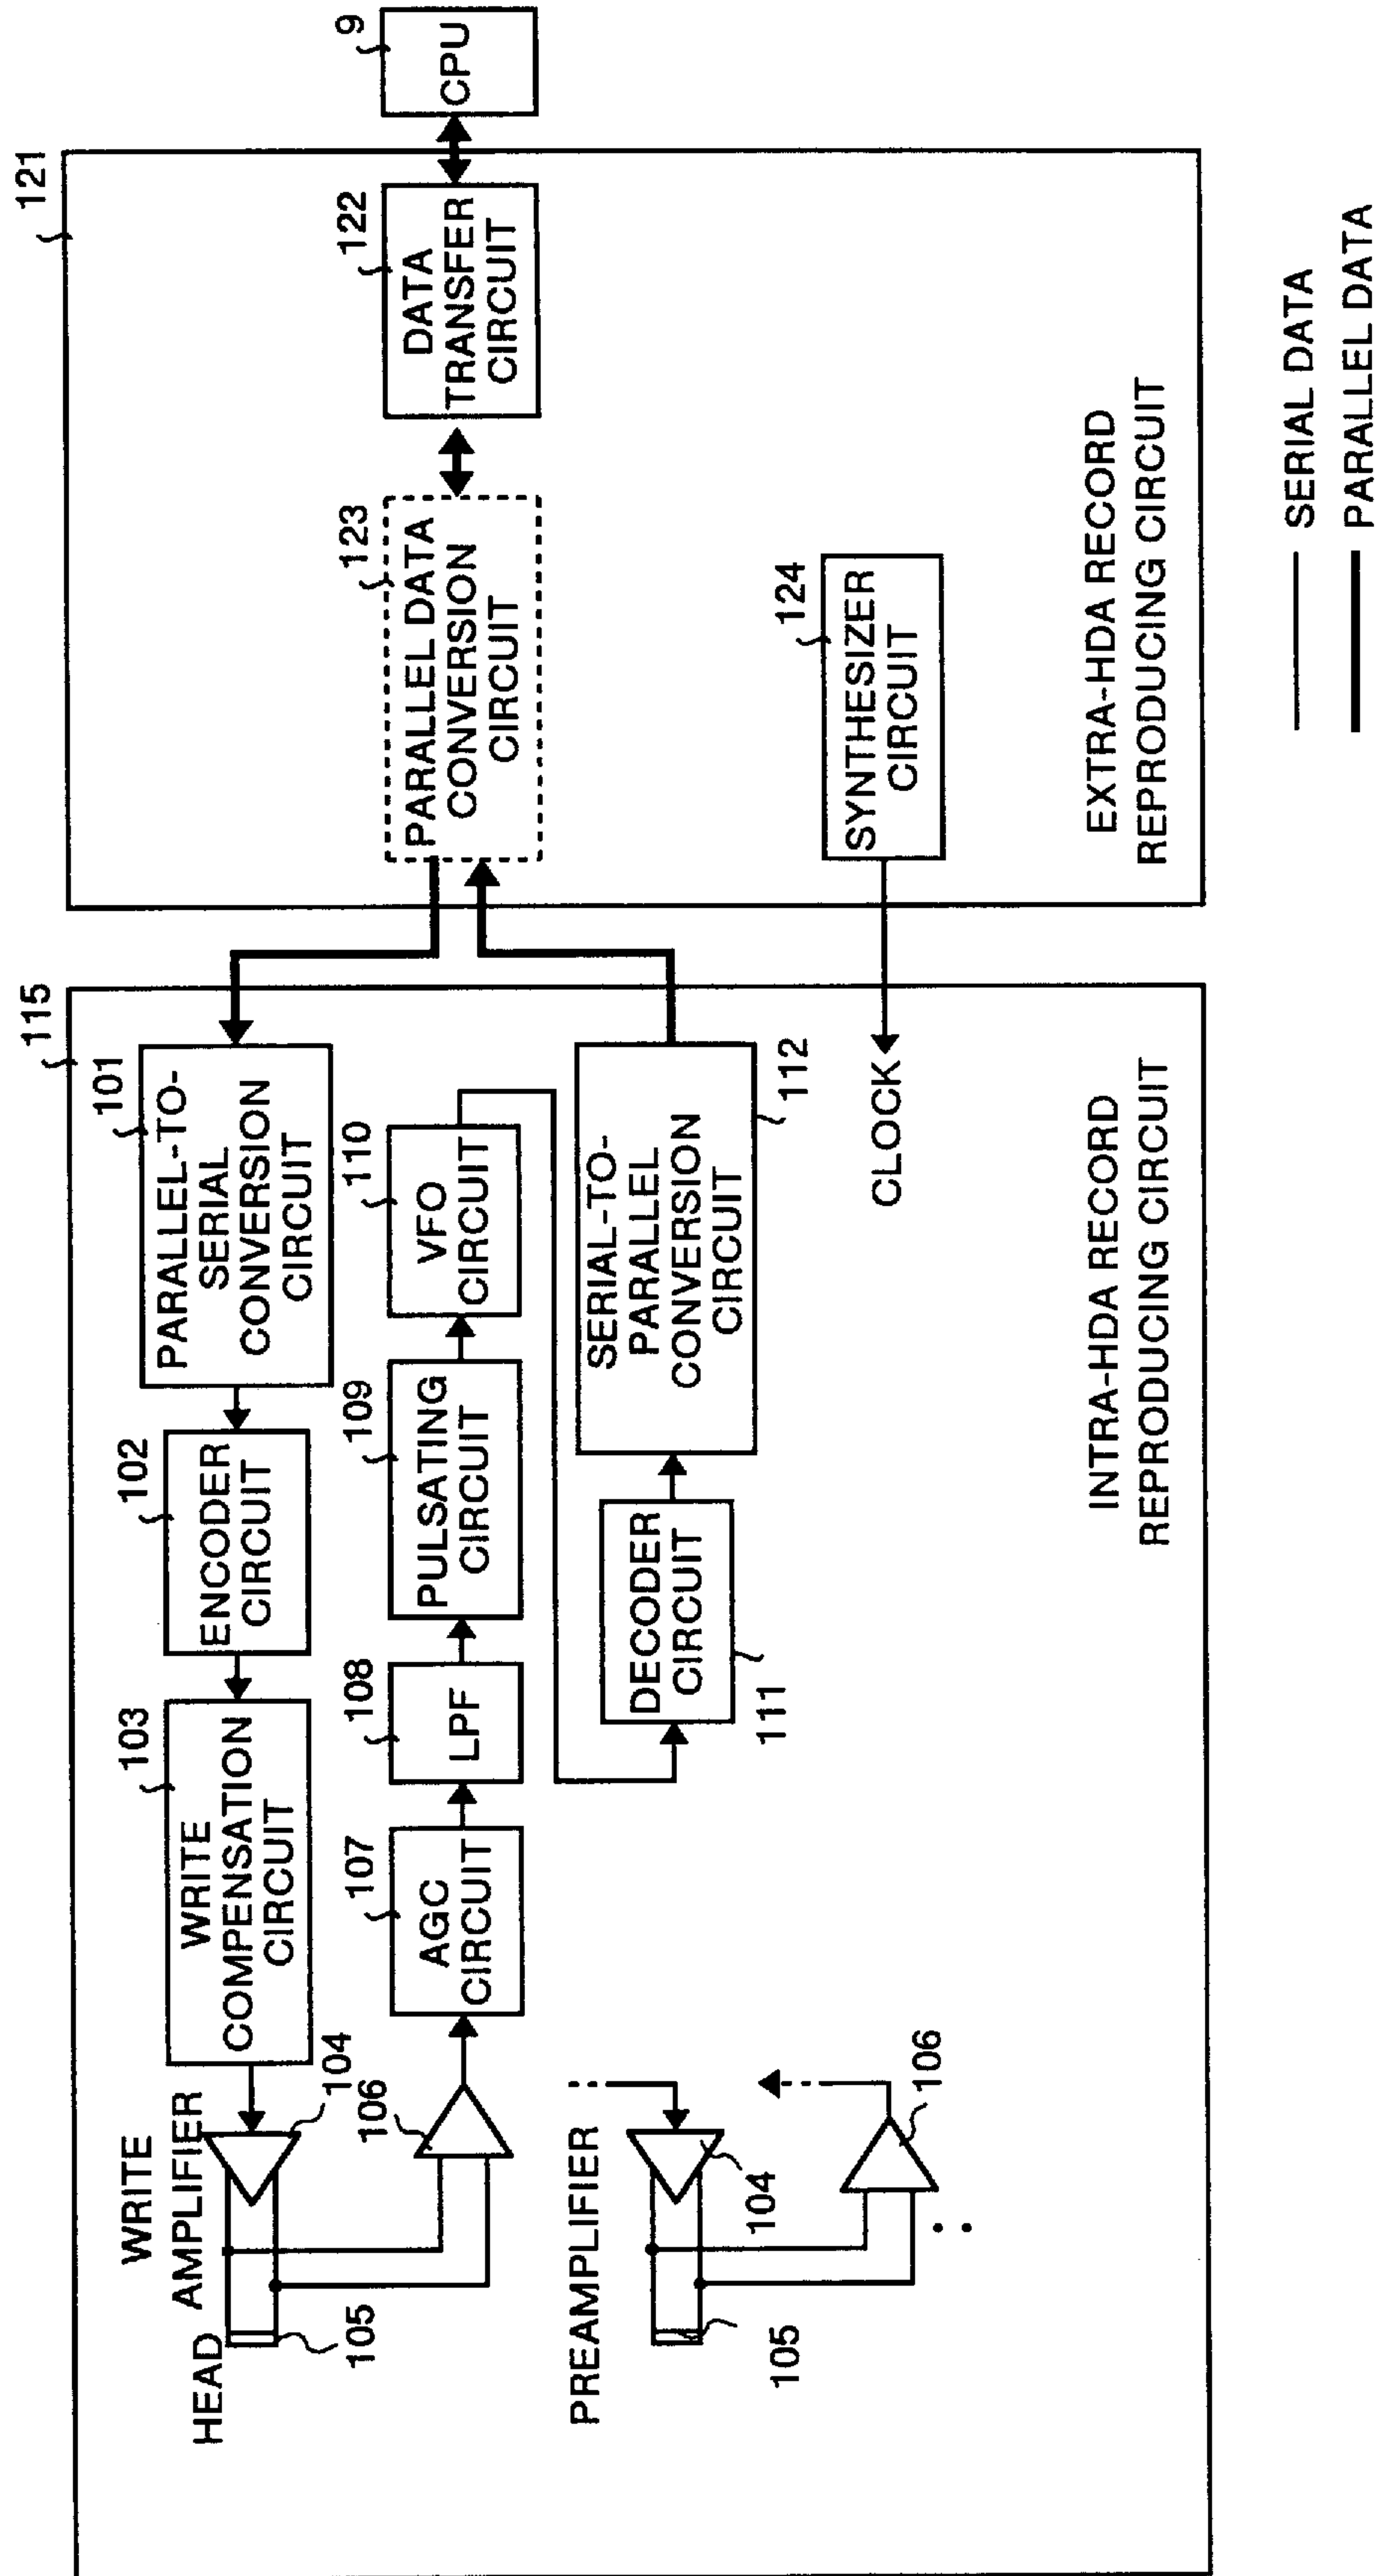 115
101
PARALLEL-TO-
SERIAL
CONVERSION
CIRCUIT
102
ENCODER
CIRCUIT
103
WRITE
COMPENSATION
CIRCUIT
WRITE
AMPLIFIER
104
HEAD
105
106
107
AGC
CIRCUIT
108
LPF
109
PULSATING
CIRCUIT
110
VFO
CIRCUIT
111
DECODER
CIRCUIT
112
SERIAL-TO-
PARALLEL
CONVERSION
CIRCUIT
PREAMPLIFIER
104
105
106
CLOCK
INTRA-HDA RECORD
REPRODUCING CIRCUIT
121
123
PARALLEL DATA
CONVERSION
CIRCUIT
122
DATA
TRANSFER
CIRCUIT
9
CPU
124
SYNTHESIZER
CIRCUIT
EXTRA-HDA RECORD
REPRODUCING CIRCUIT
SERIAL DATA
PARALLEL DATA